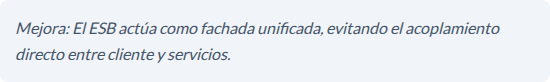 Mejora: El ESB actúa como fachada unificada, evitando el acoplamiento
directo entre cliente y servicios.